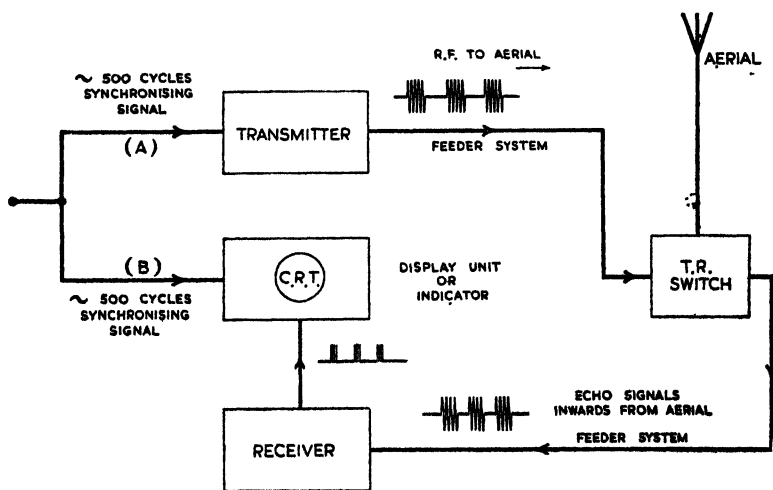 R.F. TO AERIAL
AERIAL
~ 500 CYCLES
SYNCHRONISING
SIGNAL
(A)
TRANSMITTER
FEEDER SYSTEM
(B)
~ 500 CYCLES
SYNCHRONISING
SIGNAL
C.R.T.
DISPLAY UNIT
OR
INDICATOR
T.R.
SWITCH
ECHO SIGNALS
INWARDS FROM AERIAL
FEEDER SYSTEM
RECEIVER